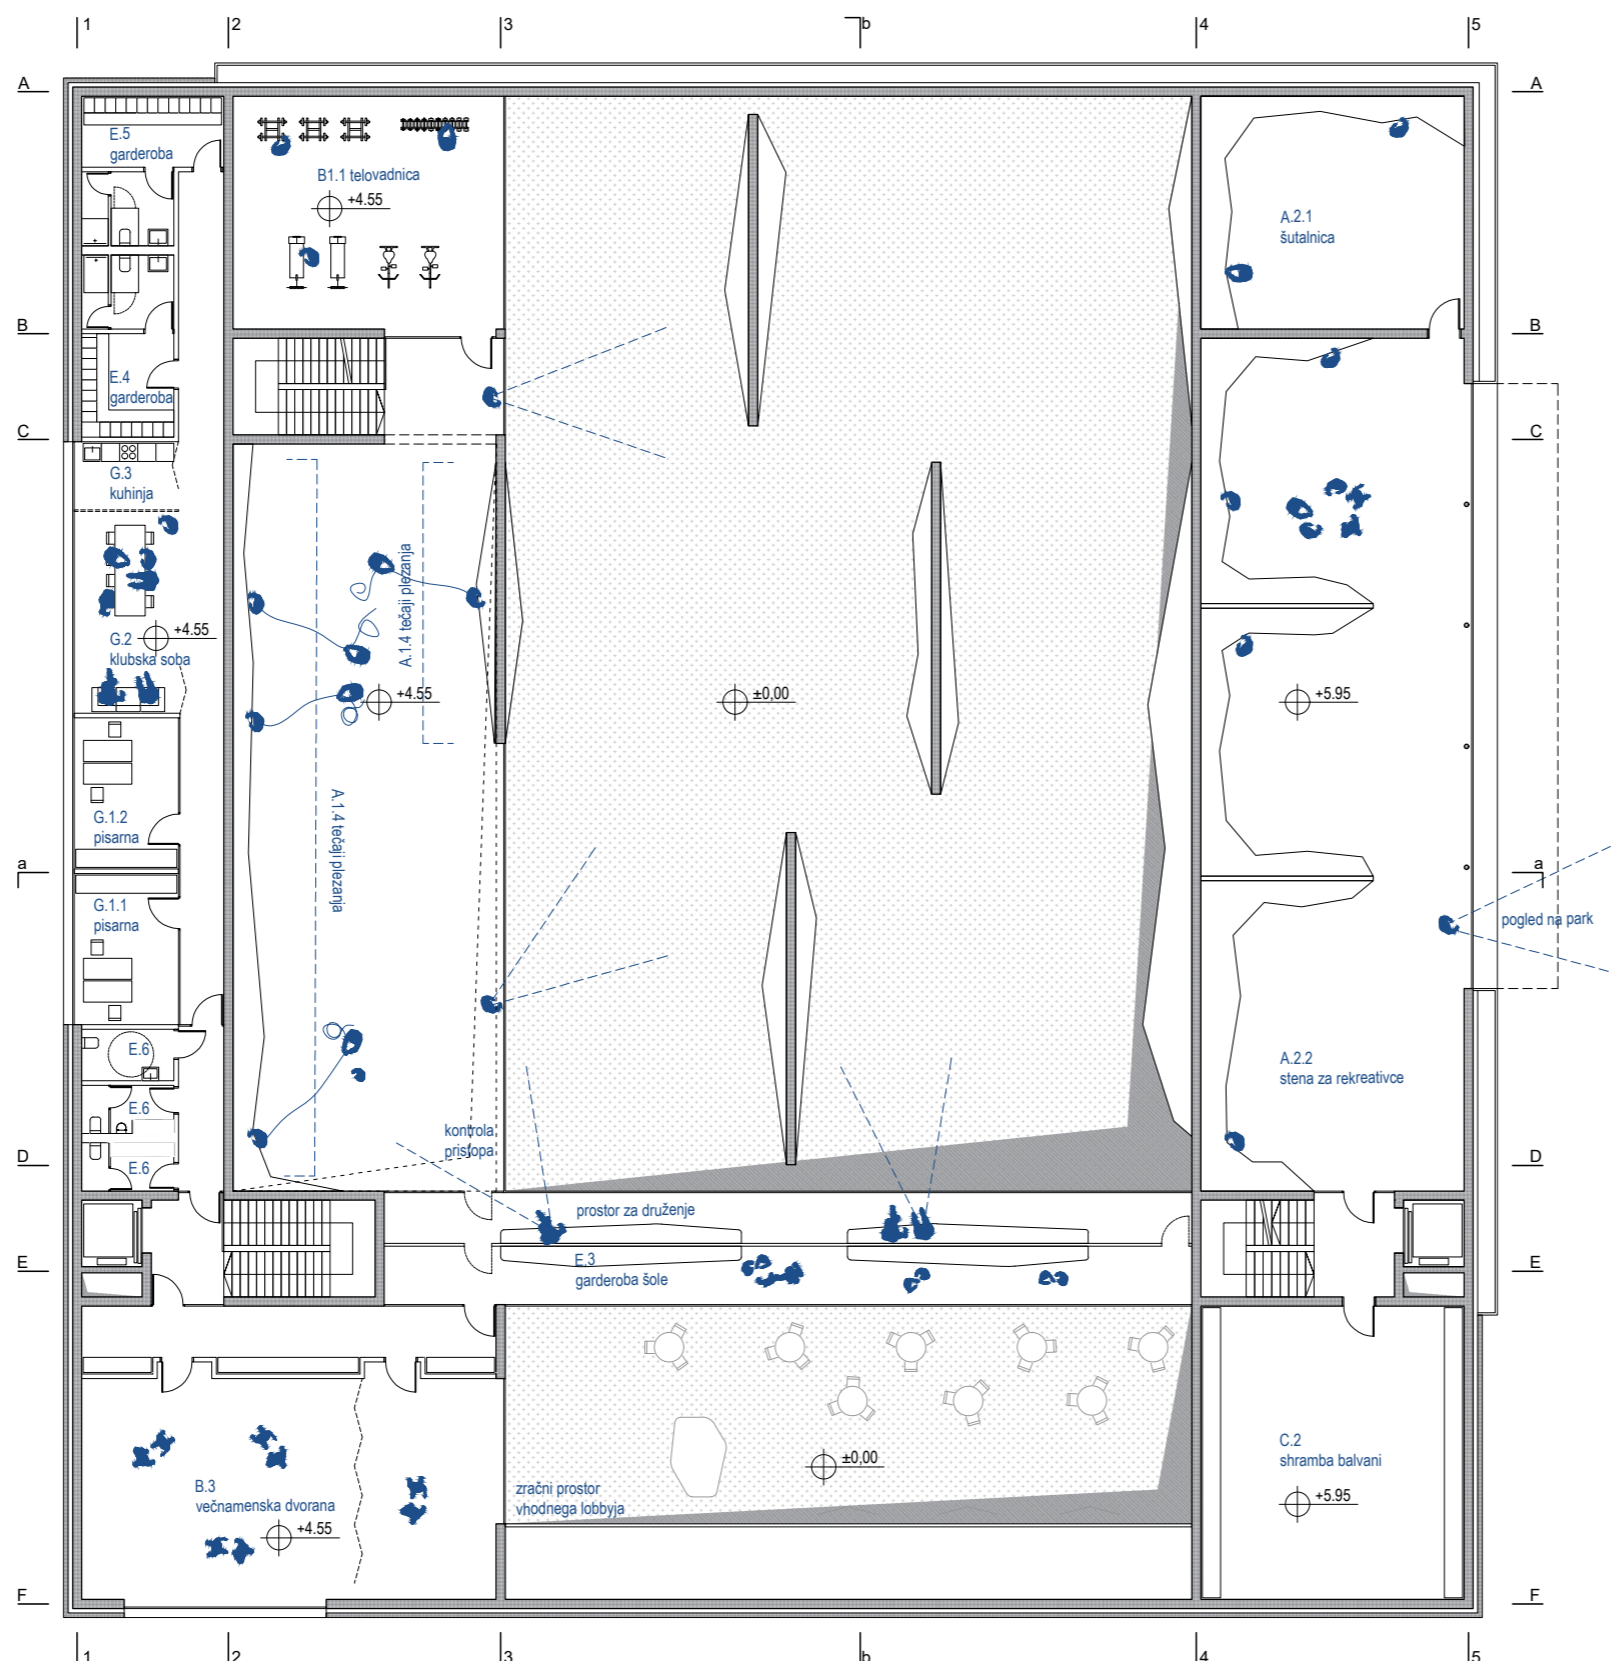 1
2
3
b
4
5
A
A
E.5
garderoba
B1.1 telovadnica
+4.55
A.2.1
šutalnica
B
B
E.4
garderoba
C
C
G.3
kuhinja
A.1.4 tečaji plezanja
G.2
klubska soba
+4.55
+4.55
±0,00
+5.95
A.1.4 tečaji plezanja
G.1.2
pisarna
a
a
G.1.1
pisarna
pogled na park
E.6
A.2.2
stena za rekreativce
E.6
kontrola
pristopa
D
E.6
D
prostor za druženje
E
E.3
garderoba šole
E
C.2
shramba balvani
±0,00
+5.95
B.3
večnamenska dvorana
+4.55
zračni prostor
vhodnega lobbyja
F
F
1
2
3
b
4
5